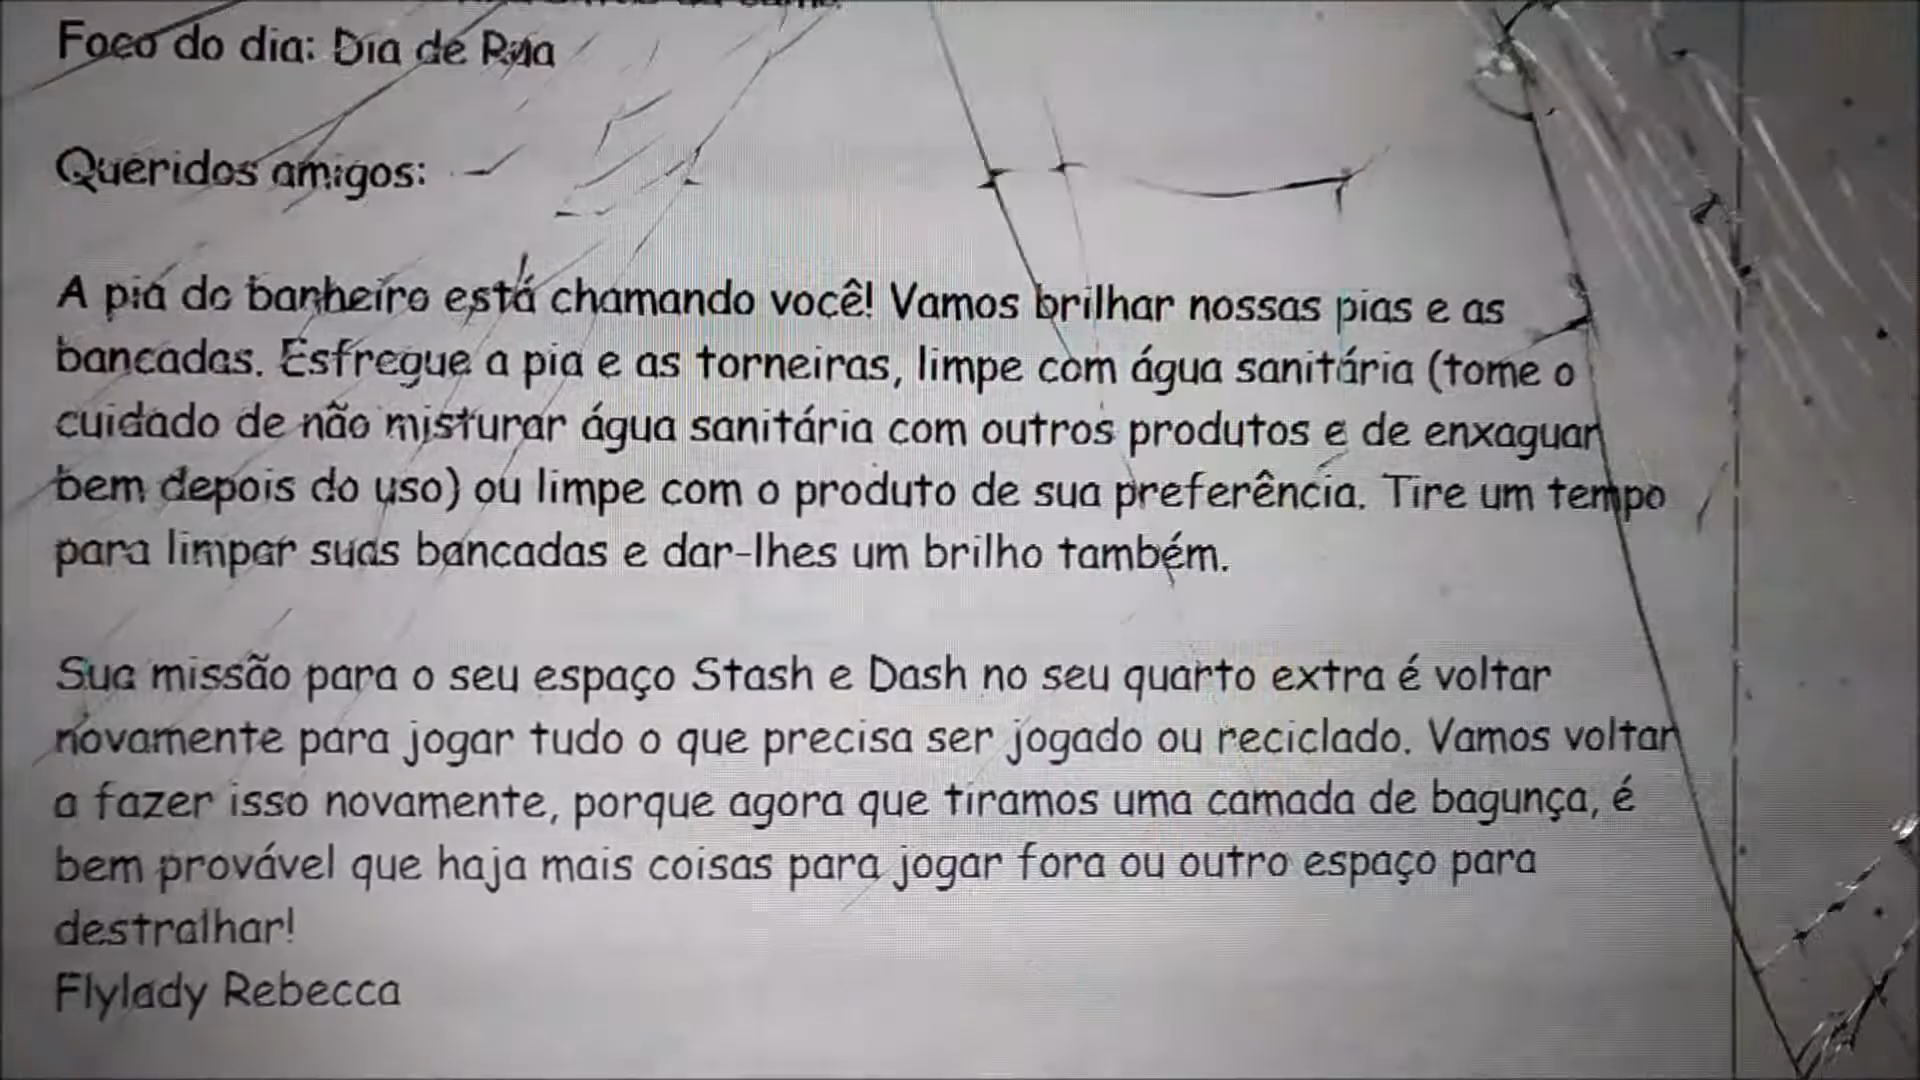 Foco do dia: Dia de Rua
Queridos amigos:
A pia do banheiro está chamando você! Vamos brilhar nossas pias e as
bancadas. Esfregue a pia e as torneiras, limpe com água sanitária (tome o
cuidado de não misturar água sanitária com outros produtos e de enxaguar
bem depois do uso) ou limpe com o produto de sua preferência. Tire um tempo
para limpar suas bancadas e dar-lhes um brilho também.
Sua missão para o seu espaço Stash e Dash no seu quarto extra é voltar
novamente para jogar tudo o que precisa ser jogado ou reciclado. Vamos voltar
a fazer isso novamente, porque agora que tiramos uma camada de bagunça, é
bem provável que haja mais coisas para jogar fora ou outro espaço para
destralhar!
Flylady Rebecca